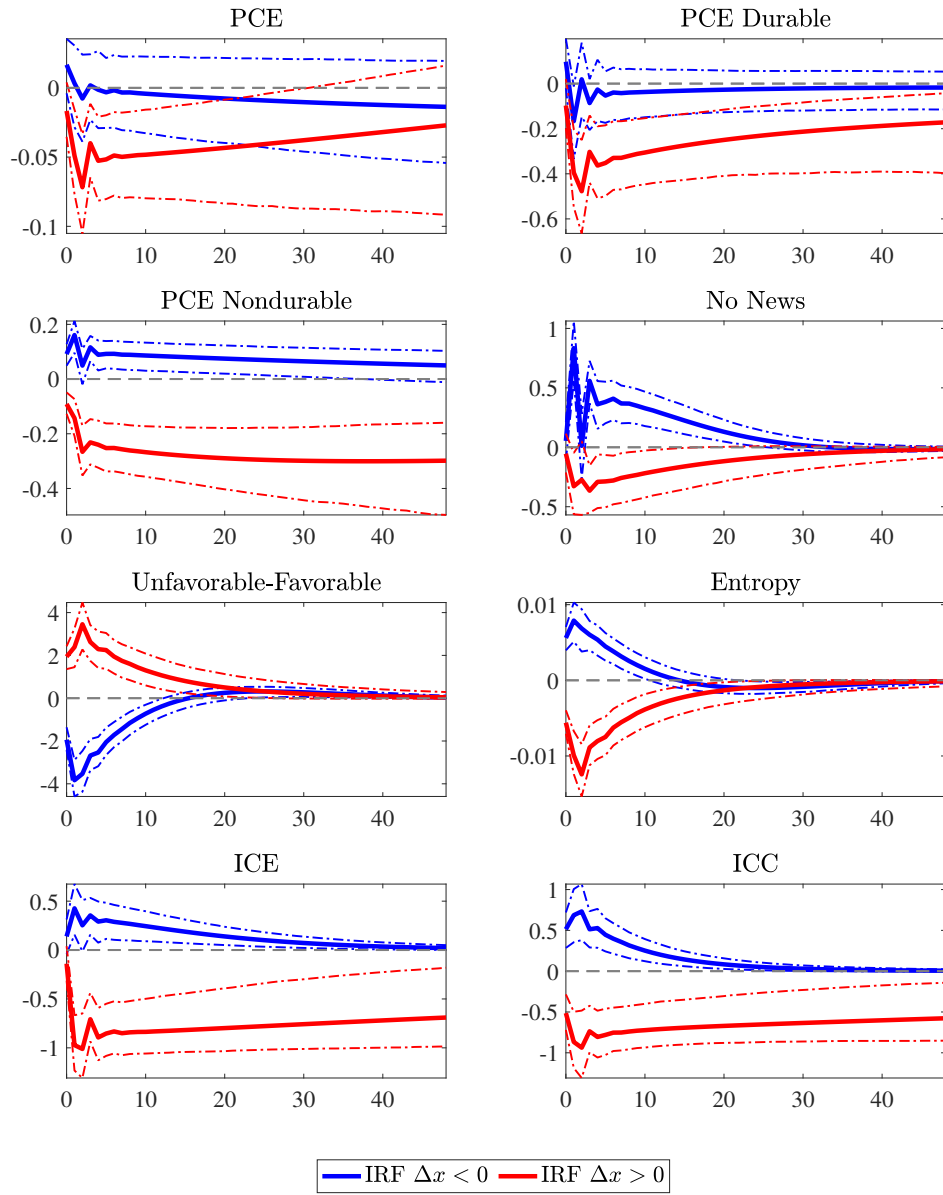 PCE
0
-0.05
-0.1
0 10 20 30 40
PCE Durable
0
-0.2
-0.4
-0.6
0 10 20 30 40
PCE Nondurable
0.2
0
-0.2
-0.4
0 10 20 30 40
No News
1
0.5
0
-0.5
0 10 20 30 40
Unfavorable-Favorable
4
2
0
-2
-4
0 10 20 30 40
Entropy
0.01
0
-0.01
0 10 20 30 40
ICE
0.5
0
-0.5
-1
0 10 20 30 40
ICC
1
0.5
0
-0.5
-1
0 10 20 30 40
IRF Δx < 0 IRF Δx > 0